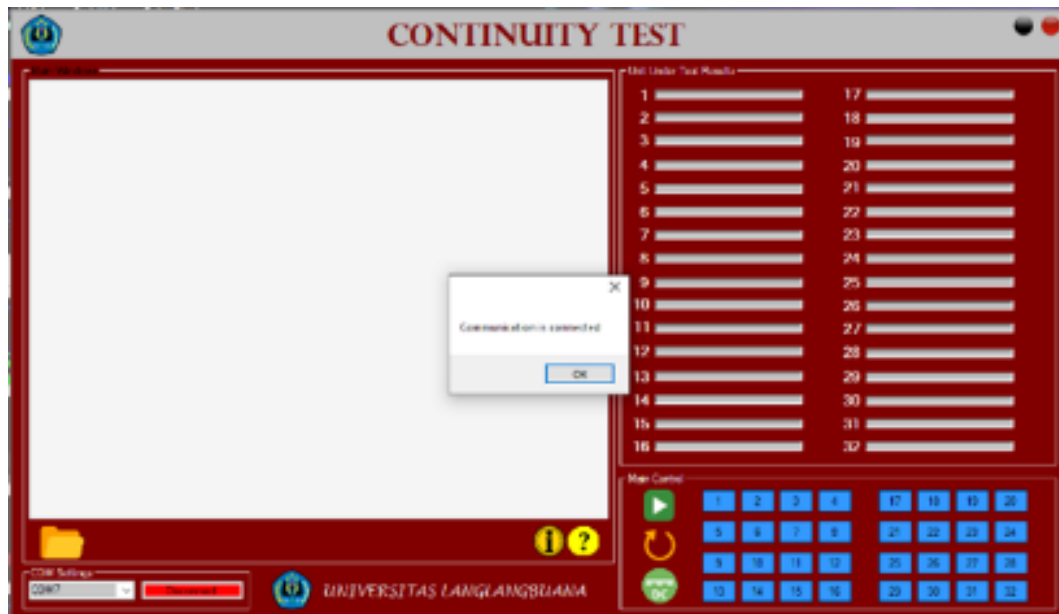 CONTINUITY TEST
Unit Under Test Results
1 17
2 18
3 19
4 20
5 21
6 22
7 23
8 24
9 25
10 26
11 27
12 28
13 29
14 30
15 31
16 32
Communication is connected
OK
Main Control
1 2 3 4 17 18 19 20
5 6 7 8 21 22 23 24
9 10 11 12 25 26 27 28
13 14 15 16 29 30 31 32
DC
i ?
COM Settings
COM7 Disconnect
UNIVERSITAS LANGLANGBUANA